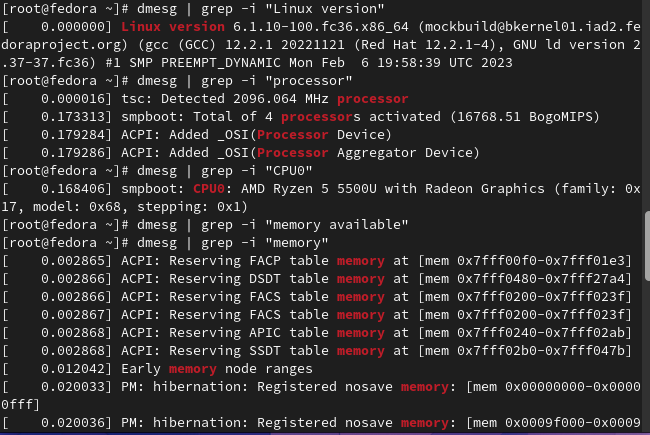 [root@fedora ~]# dmesg | grep -i "Linux version"
[    0.000000] Linux version 6.1.10-100.fc36.x86_64 (mockbuild@bkernel01.iad2.fe
doraproject.org) (gcc (GCC) 12.2.1 20221121 (Red Hat 12.2.1-4), GNU ld version 2
.37-37.fc36) #1 SMP PREEMPT_DYNAMIC Mon Feb  6 19:58:39 UTC 2023
[root@fedora ~]# dmesg | grep -i "processor"
[    0.000016] tsc: Detected 2096.064 MHz processor
[    0.173313] smpboot: Total of 4 processors activated (16768.51 BogoMIPS)
[    0.179284] ACPI: Added _OSI(Processor Device)
[    0.179286] ACPI: Added _OSI(Processor Aggregator Device)
[root@fedora ~]# dmesg | grep -i "CPU0"
[    0.168406] smpboot: CPU0: AMD Ryzen 5 5500U with Radeon Graphics (family: 0x
17, model: 0x68, stepping: 0x1)
[root@fedora ~]# dmesg | grep -i "memory available"
[root@fedora ~]# dmesg | grep -i "memory"
[    0.002865] ACPI: Reserving FACP table memory at [mem 0x7fff00f0-0x7fff01e3]
[    0.002866] ACPI: Reserving DSDT table memory at [mem 0x7fff0480-0x7fff27a4]
[    0.002866] ACPI: Reserving FACS table memory at [mem 0x7fff0200-0x7fff023f]
[    0.002867] ACPI: Reserving FACS table memory at [mem 0x7fff0200-0x7fff023f]
[    0.002868] ACPI: Reserving APIC table memory at [mem 0x7fff0240-0x7fff02ab]
[    0.002868] ACPI: Reserving SSDT table memory at [mem 0x7fff02b0-0x7fff047b]
[    0.012042] Early memory node ranges
[    0.020033] PM: hibernation: Registered nosave memory: [mem 0x00000000-0x0000
0fff]
[    0.020036] PM: hibernation: Registered nosave memory: [mem 0x0009f000-0x0009